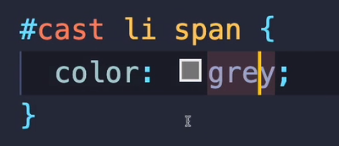 #cast li span {
color: grey;
}